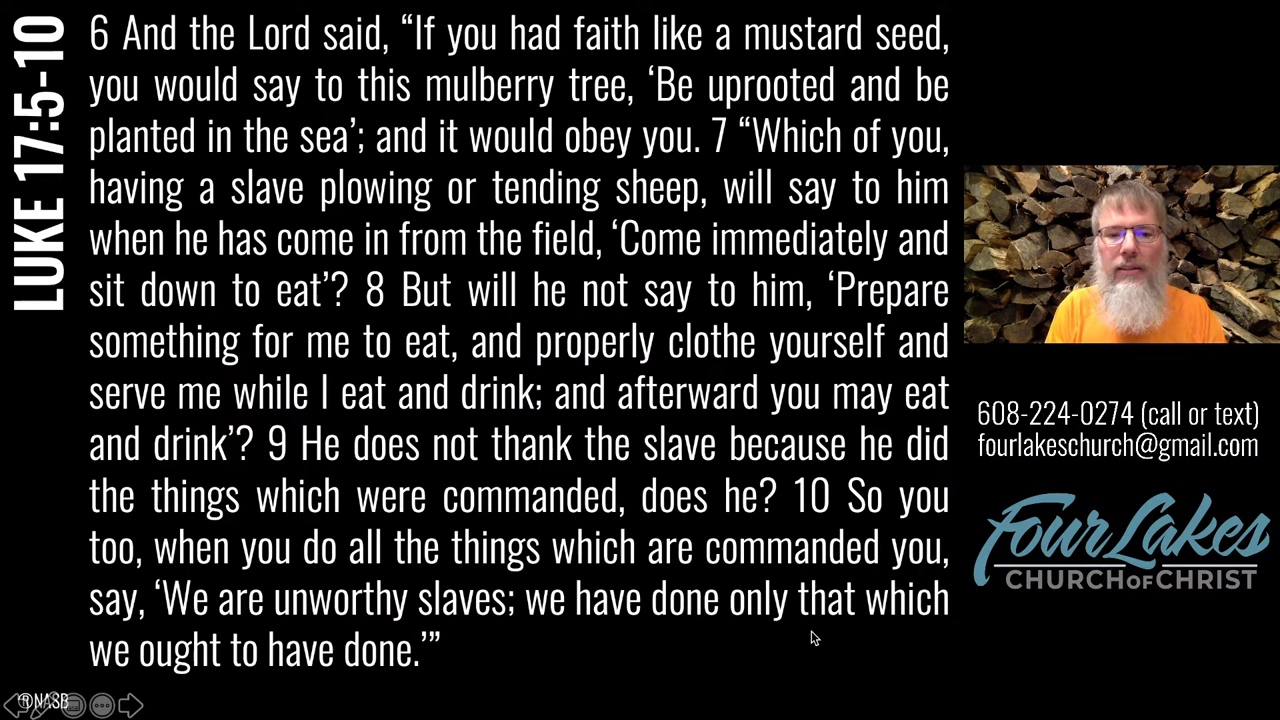 LUKE 17:5-10
6 And the Lord said, “If you had faith like a mustard seed,
you would say to this mulberry tree, ‘Be uprooted and be
planted in the sea’; and it would obey you. 7 “Which of you,
having a slave plowing or tending sheep, will say to him
when he has come in from the field, ‘Come immediately and
sit down to eat’? 8 But will he not say to him, ‘Prepare
something for me to eat, and properly clothe yourself and
serve me while I eat and drink; and afterward you may eat
and drink’? 9 He does not thank the slave because he did
the things which were commanded, does he? 10 So you
too, when you do all the things which are commanded you,
say, ‘We are unworthy slaves; we have done only that which
we ought to have done.’”
608-224-0274 (call or text)
fourlakeschurch@gmail.com
Four Lakes
CHURCH OF CHRIST
NASB